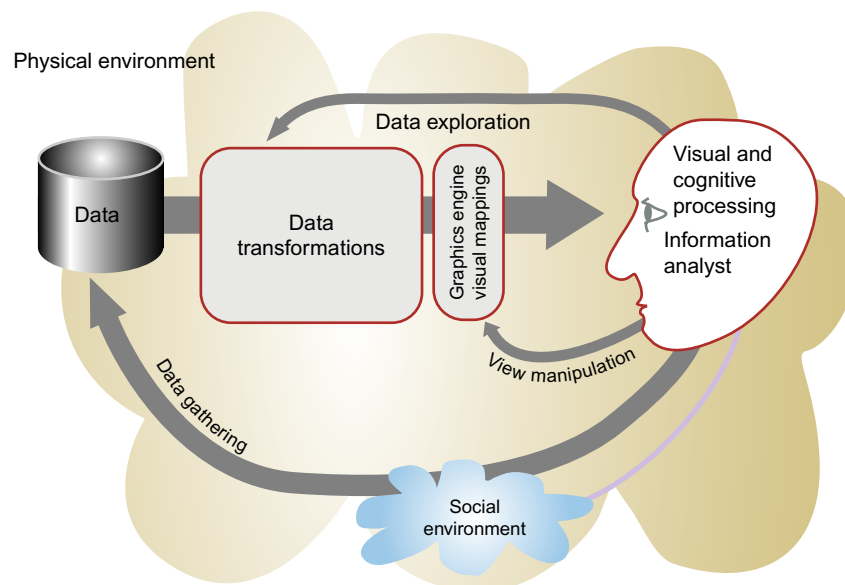 Physical environment
Data exploration
Data
Data
transformations
Graphics engine
visual mappings
Visual and
cognitive
processing
Information
analyst
View manipulation
Data gathering
Social
environment